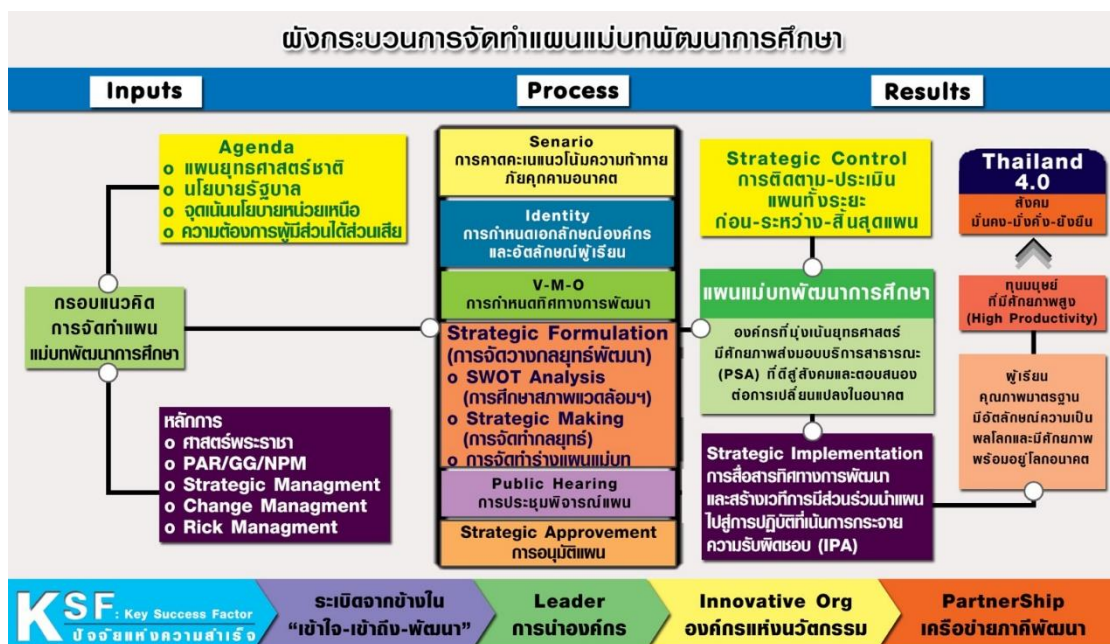 ผังกระบวนการจัดทำแผนแม่บทพัฒนาการศึกษา
Inputs
Process
Results
Agenda
o แผนยุทธศาสตร์ชาติ
o นโยบายรัฐบาล
o จุดเน้นนโยบายหน่วยเหนือ
o ความต้องการผู้มีส่วนได้ส่วนเสีย
กรอบแนวคิด
การจัดทำแผน
แม่บทพัฒนาการศึกษา
หลักการ
o ศาสตร์พระราชา
o PAR/GG/NPM
o Strategic Managment
o Change Managment
o Rick Managment
Senario
การคาดคะเนแนวโน้มความท้าทาย
ภัยคุกคามอนาคต
Identity
การกำหนดเอกลักษณ์องค์กร
และอัตลักษณ์ผู้เรียน
V-M-O
การกำหนดทิศทางการพัฒนา
Strategic Formulation
(การจัดวางกลยุทธ์พัฒนา)
o SWOT Analysis
(การศึกษาสภาพแวดล้อมฯ)
o Strategic Making
(การจัดทำกลยุทธ์)
o การจัดทำร่างแผนแม่บท
Public Hearing
การประชุมพิจารณ์แผน
Strategic Approvement
การอนุมัติแผน
Strategic Control
การติดตาม-ประเมิน
แผนทั้งระยะ
ก่อน-ระหว่าง-สิ้นสุดแผน
แผนแม่บทพัฒนาการศึกษา
องค์กรที่มุ่งเน้นยุทธศาสตร์
มีศักยภาพส่งมอบบริการสาธารณะ
(PSA) ที่ดีสู่สังคมและตอบสนอง
ต่อการเปลี่ยนแปลงในอนาคต
Strategic Implementation
การสื่อสารทิศทางการพัฒนา
และสร้างเวทีการมีส่วนร่วมนำแผน
ไปสู่การปฏิบัติที่เน้นการกระจาย
ความรับผิดชอบ (IPA)
Thailand
4.0
สังคม
มั่นคง-มั่งคั่ง-ยั่งยืน
ทุนมนุษย์
ที่มีศักยภาพสูง
(High Productivity)
ผู้เรียน
คุณภาพมาตรฐาน
มีอัตลักษณ์ความเป็น
พลโลกและมีศักยภาพ
พร้อมอยู่โลกอนาคต
KSF: Key Success Factor
ปัจจัยแห่งความสำเร็จ
ระเบิดจากข้างใน
“เข้าใจ-เข้าถึง-พัฒนา”
Leader
การนำองค์กร
Innovative Org
องค์กรแห่งนวัตกรรม
PartnerShip
เครือข่ายภาคีพัฒนา